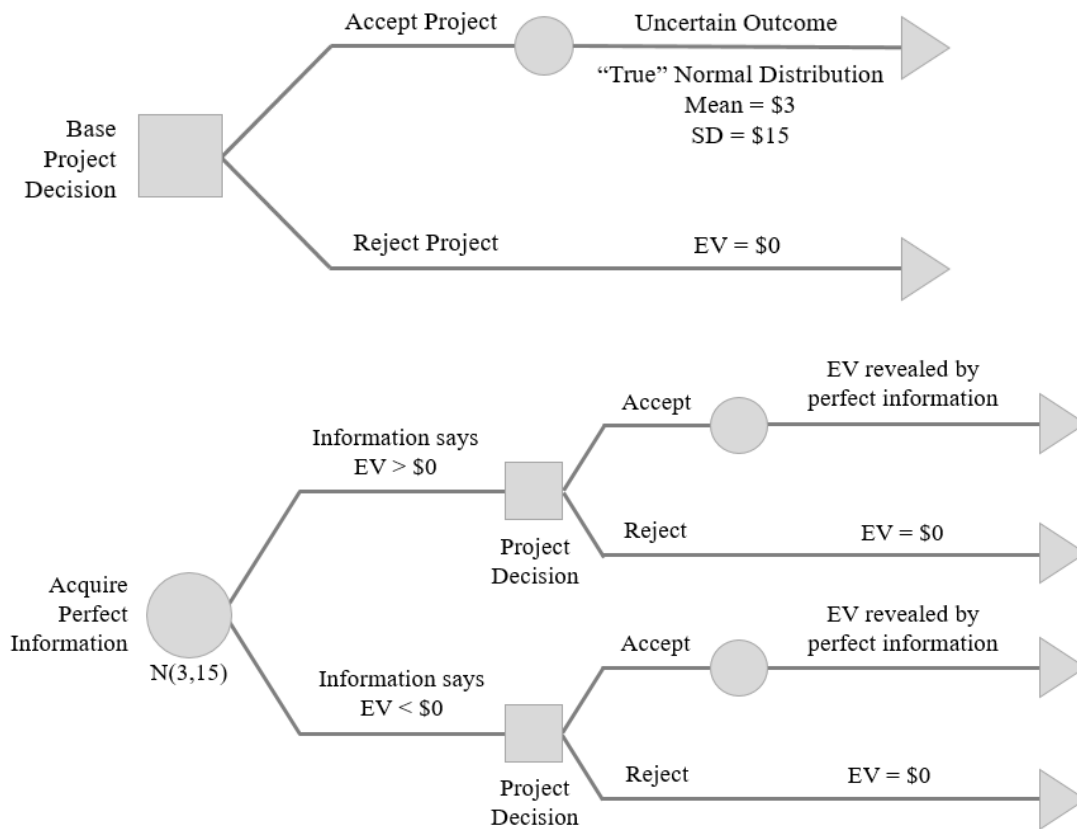 Accept Project
Uncertain Outcome
“True” Normal Distribution
Mean = $3
SD = $15
Base
Project
Decision
Reject Project
EV = $0
EV revealed by
perfect information
Accept
Information says
EV > $0
Reject
EV = $0
Project
Decision
Acquire
Perfect
Information
N(3,15)
EV revealed by
perfect information
Accept
Information says
EV < $0
Reject
EV = $0
Project
Decision